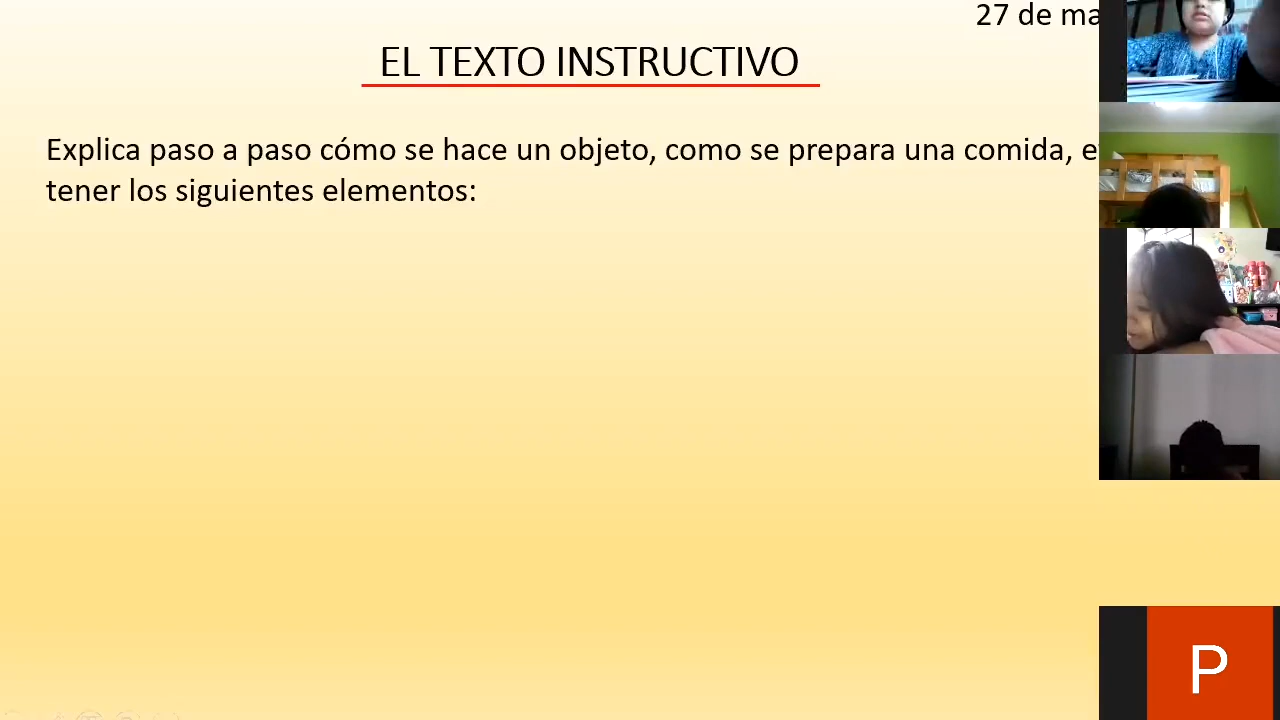 27 de ma
EL TEXTO INSTRUCTIVO
Explica paso a paso cómo se hace un objeto, como se prepara una comida, e
tener los siguientes elementos:
P